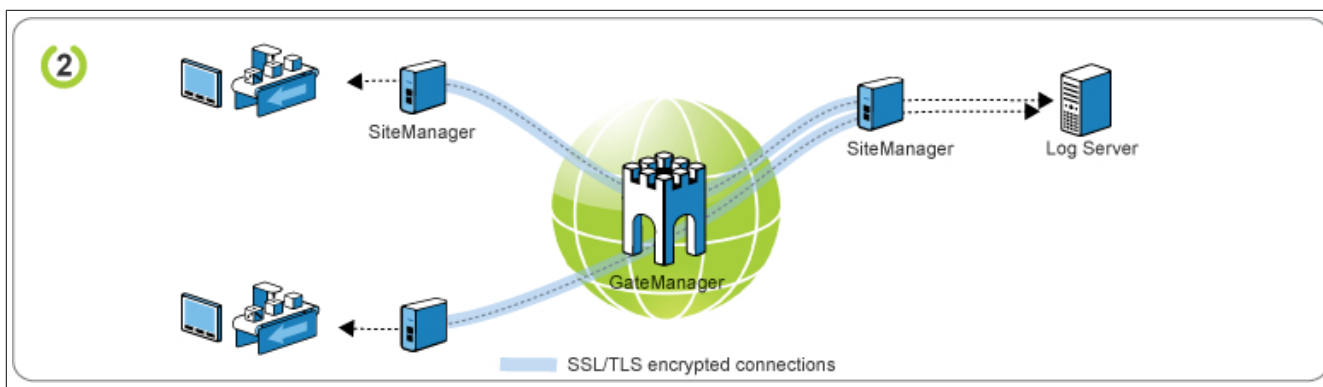 2
SiteManager
SiteManager
Log Server
GateManager
SSL/TLS encrypted connections